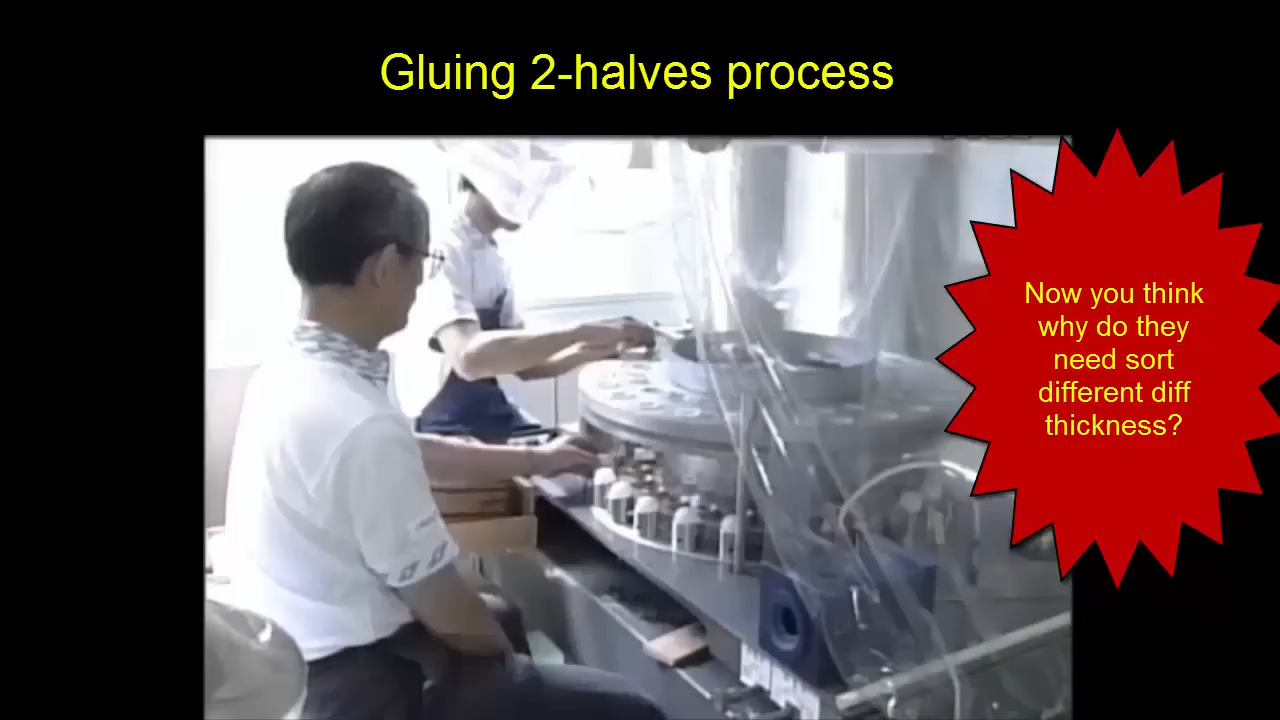 Gluing 2-halves process
Now you think
why do they
need sort
different diff
thickness?